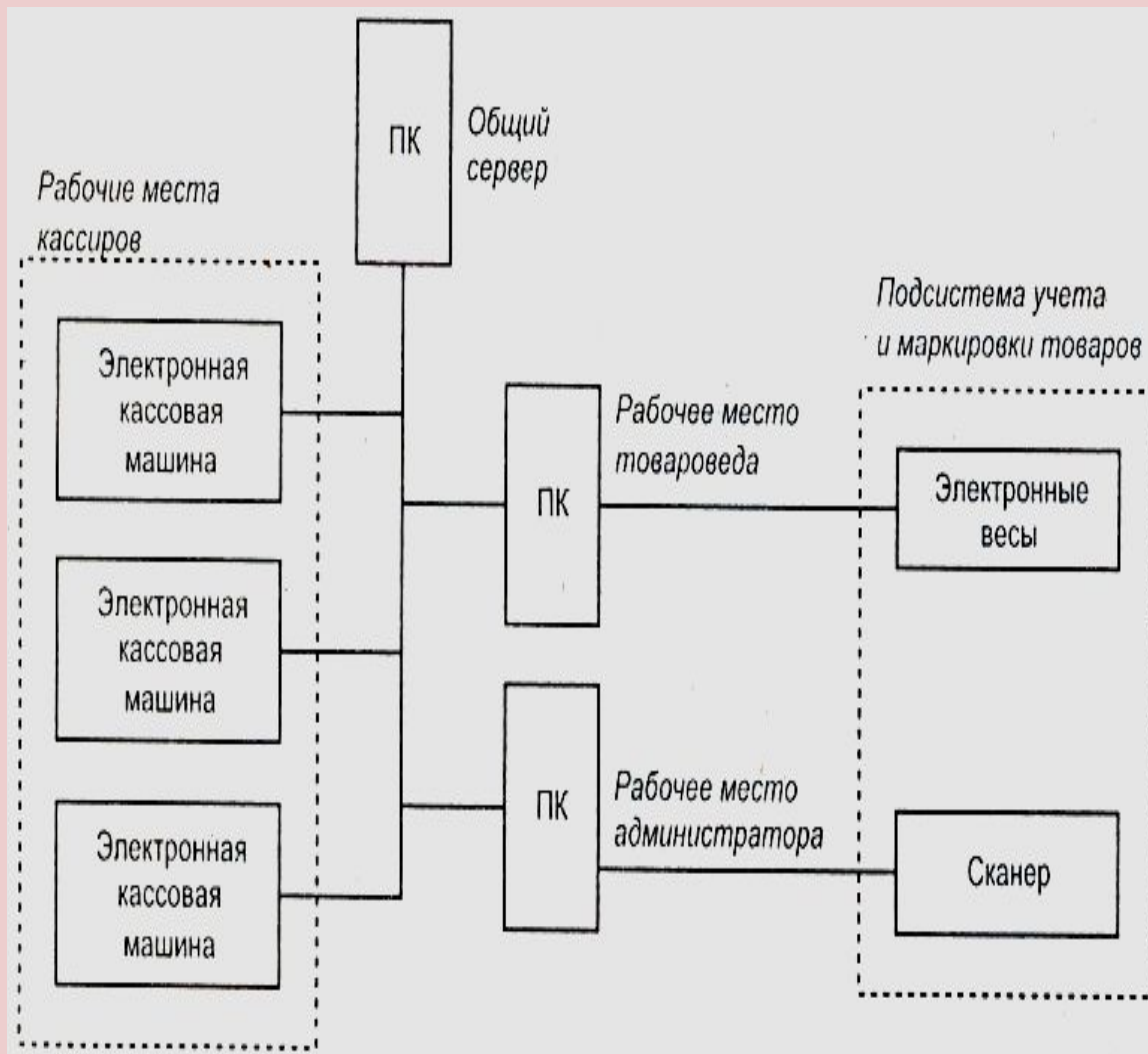 ПК
Общий
сервер
Рабочие места
кассиров
Электронная
кассовая
машина
Электронная
кассовая
машина
Электронная
кассовая
машина
ПК
Рабочее место
товароведа
ПК
Рабочее место
администратора
Подсистема учета
и маркировки товаров
Электронные
весы
Сканер